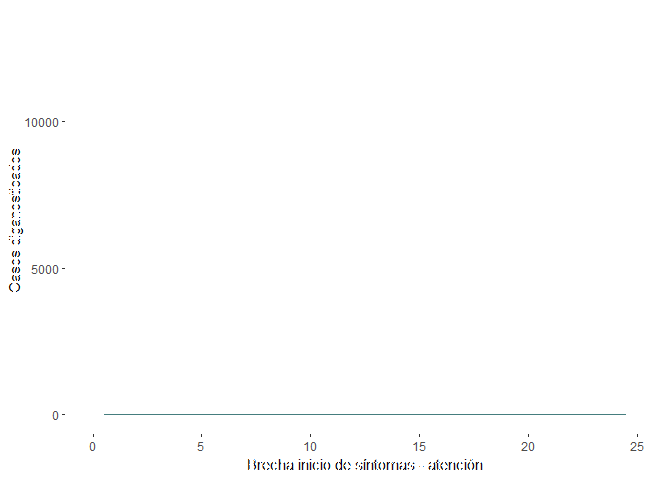 10000
5000
0
Casos diagnosticados
0 5 10 15 20 25
Brecha inicio de síntomas - atención